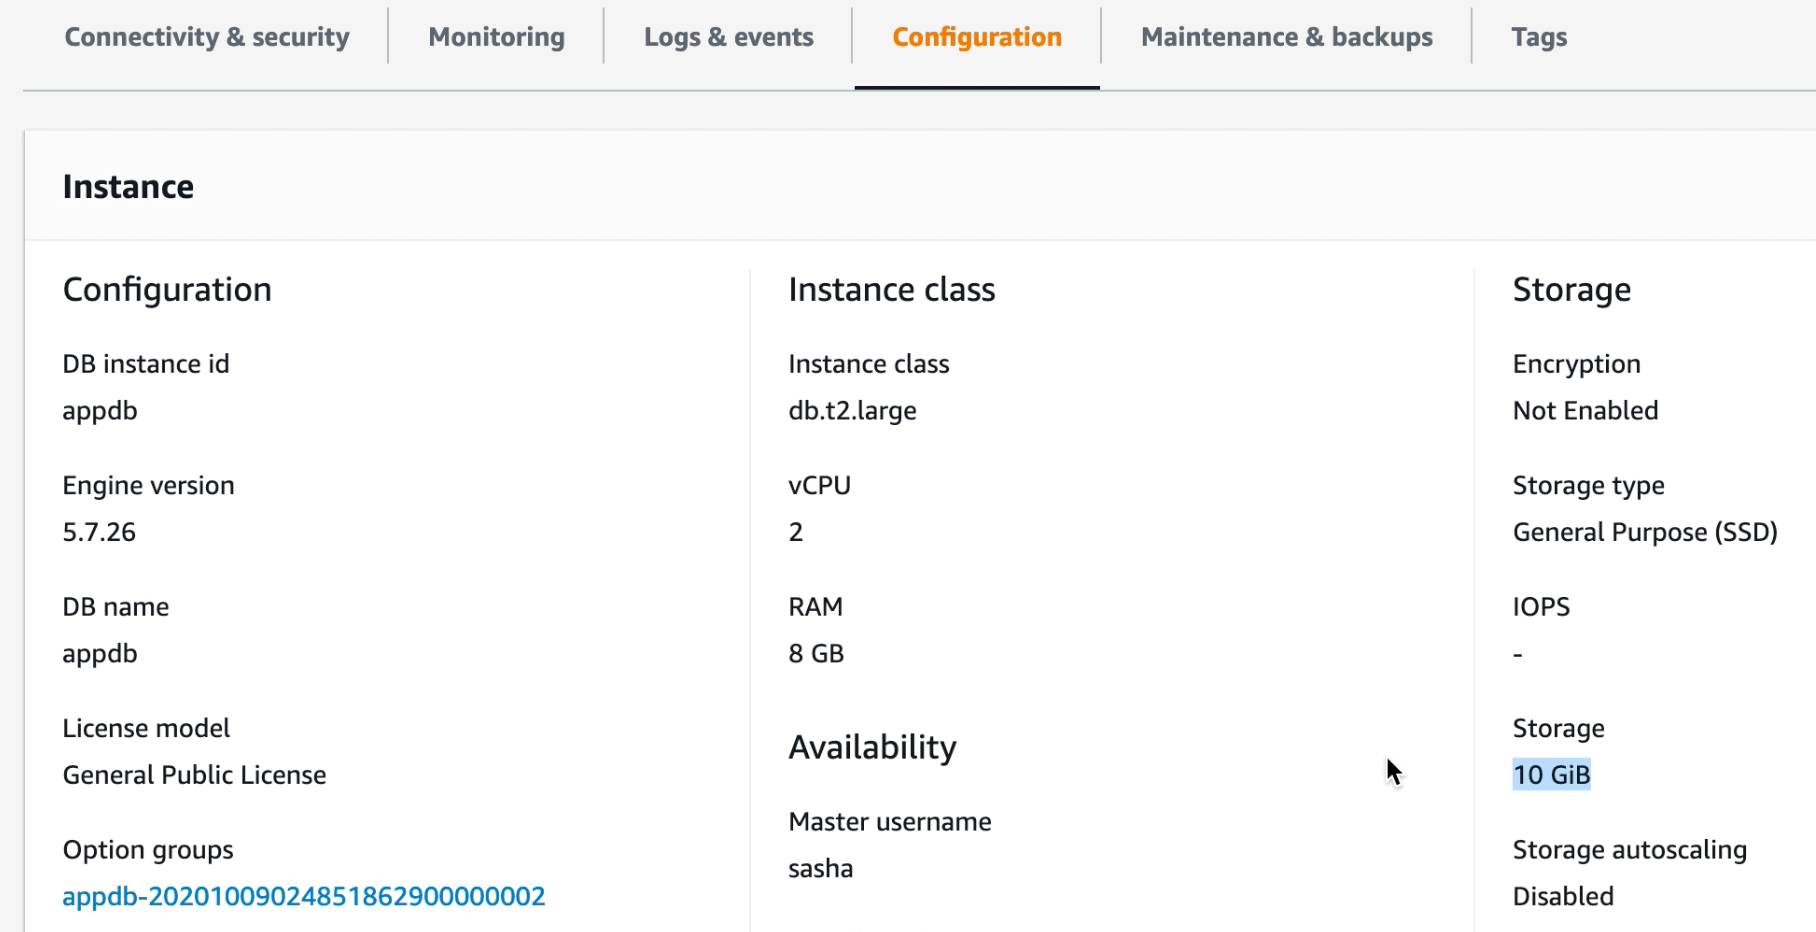 Connectivity & security Monitoring Logs & events Configuration Maintenance & backups Tags
Instance
Configuration
DB instance id
appdb
Engine version
5.7.26
DB name
appdb
License model
General Public License
Option groups
appdb-20201009024851862900000002
Instance class
Instance class
db.t2.large
vCPU
2
RAM
8 GB
Availability
Master username
sasha
Storage
Encryption
Not Enabled
Storage type
General Purpose (SSD)
IOPS
-
Storage
10 GiB
Storage autoscaling
Disabled